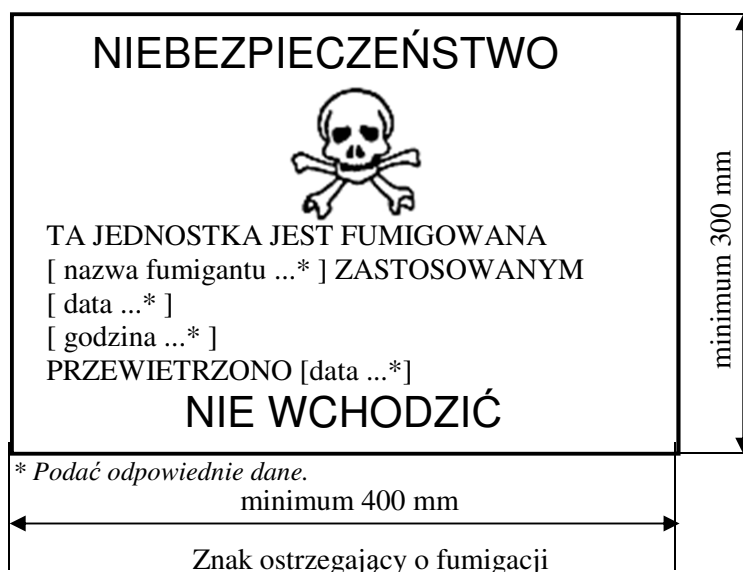 NIEBEZPIECZEŃSTWO
TA JEDNOSTKA JEST FUMIGOWANA
[ nazwa fumigantu ...* ] ZASTOSOWANYM
[ data ...* ]
[ godzina ...* ]
PRZEWIETRZONO [data ...*]
NIE WCHODZIĆ
minimum 300 mm
* Podać odpowiednie dane.
minimum 400 mm
Znak ostrzegający o fumigacji